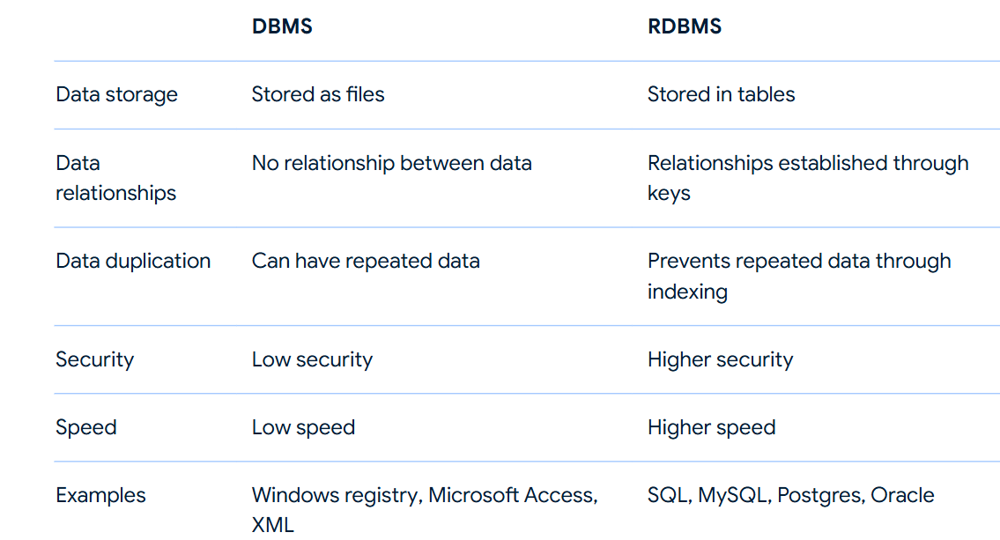 DBMS RDBMS
Data storage Stored as files Stored in tables
Data No relationship between data Relationships established through
relationships keys
Data duplication Can have repeated data Prevents repeated data through
indexing
Security Low security Higher security
Speed Low speed Higher speed
Examples Windows registry, Microsoft Access, SQL, MySQL, Postgres, Oracle
XML